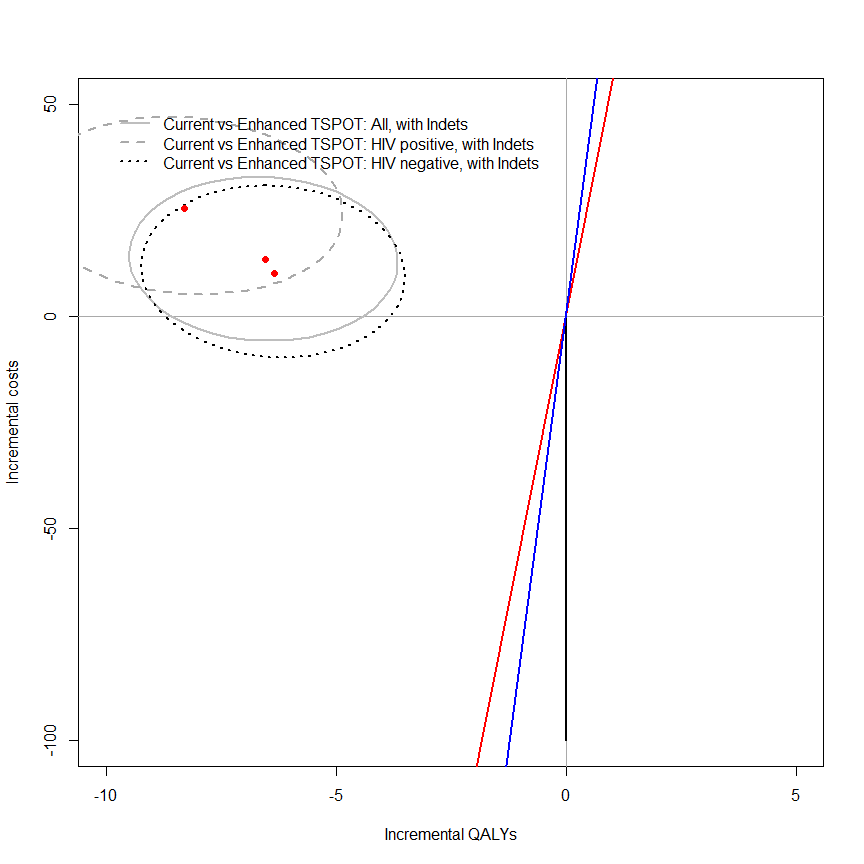 50
Current vs Enhanced TSPOT: All, with Indets
Current vs Enhanced TSPOT: HIV positive, with Indets
Current vs Enhanced TSPOT: HIV negative, with Indets
0
Incremental costs
-50
-100
-10 -5 0 5
Incremental QALYs